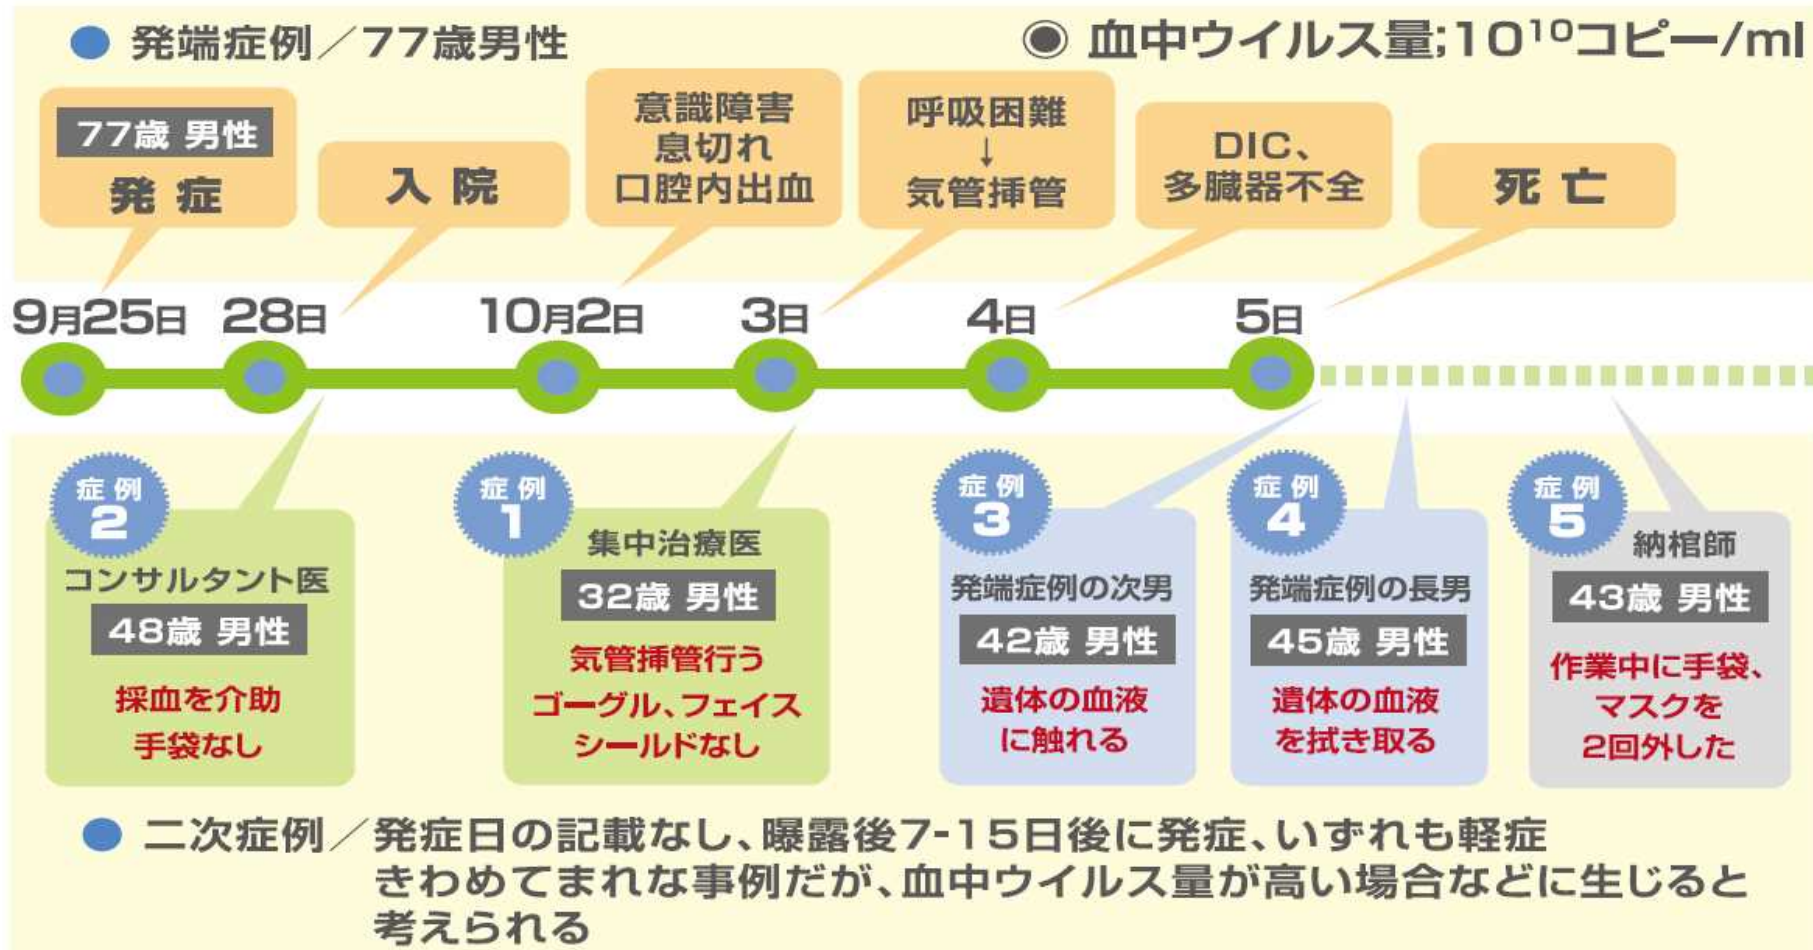 ● 発端症例／77歳男性
◉ 血中ウイルス量;10¹⁰コピー/ml
77歳 男性
発症
入院
意識障害
息切れ
口腔内出血
呼吸困難
↓
気管挿管
DIC、
多臓器不全
死亡
9月25日
28日
10月2日
3日
4日
5日
症例
2
コンサルタント医
48歳 男性
採血を介助
手袋なし
症例
1
集中治療医
32歳 男性
気管挿管行う
ゴーグル、フェイス
シールドなし
症例
3
発端症例の次男
42歳 男性
遺体の血液
に触れる
症例
4
発端症例の長男
45歳 男性
遺体の血液
を拭き取る
症例
5
納棺師
43歳 男性
作業中に手袋、
マスクを
2回外した
● 二次症例／発症日の記載なし、曝露後7-15日後に発症、いずれも軽症
きわめてまれな事例だが、血中ウイルス量が高い場合などに生じると
考えられる